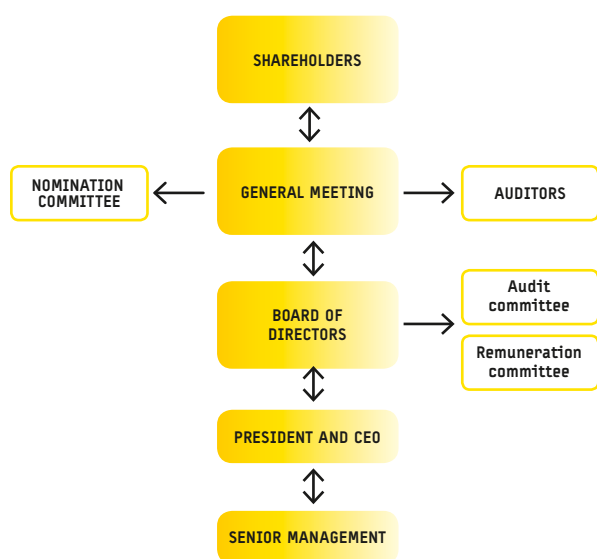 SHAREHOLDERS
NOMINATION
COMMITTEE
GENERAL MEETING
AUDITORS
BOARD OF
DIRECTORS
Audit
committee
Remuneration
committee
PRESIDENT AND CEO
SENIOR MANAGEMENT